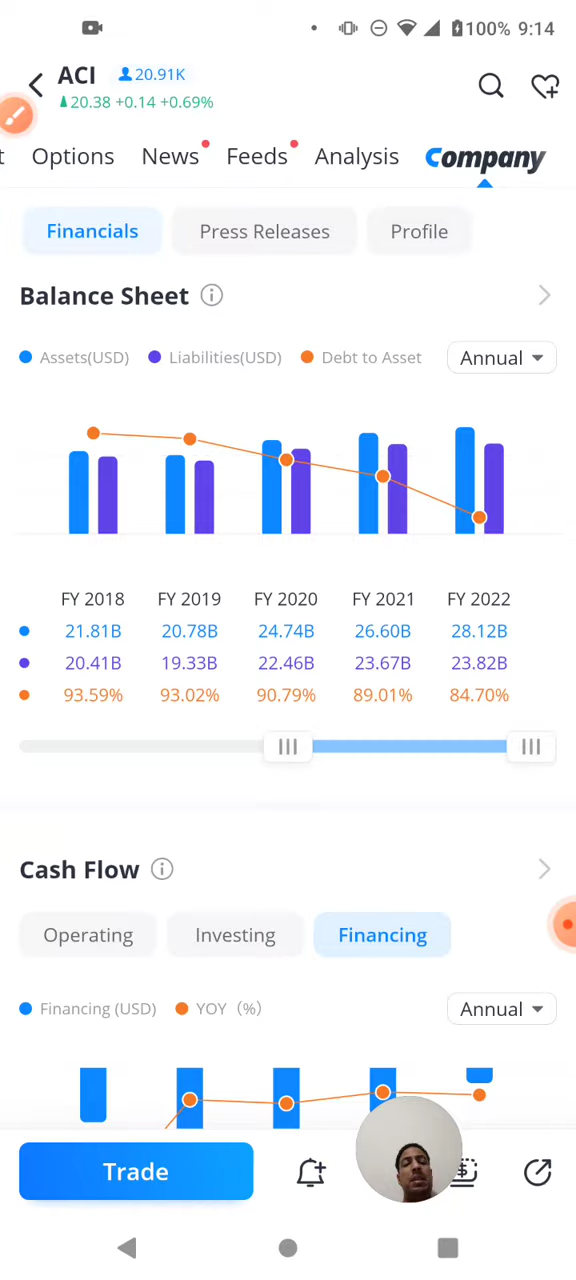 100% 9:14
ACI 20.91K
20.38 +0.14 +0.69%
t Options News Feeds Analysis Company
Financials Press Releases Profile
Balance Sheet
Assets(USD) Liabilities(USD) Debt to Asset Annual
FY 2018 FY 2019 FY 2020 FY 2021 FY 2022
21.81B 20.78B 24.74B 26.60B 28.12B
20.41B 19.33B 22.46B 23.67B 23.82B
93.59% 93.02% 90.79% 89.01% 84.70%
Cash Flow
Operating Investing Financing
Financing (USD) YOY (%) Annual
Trade
$